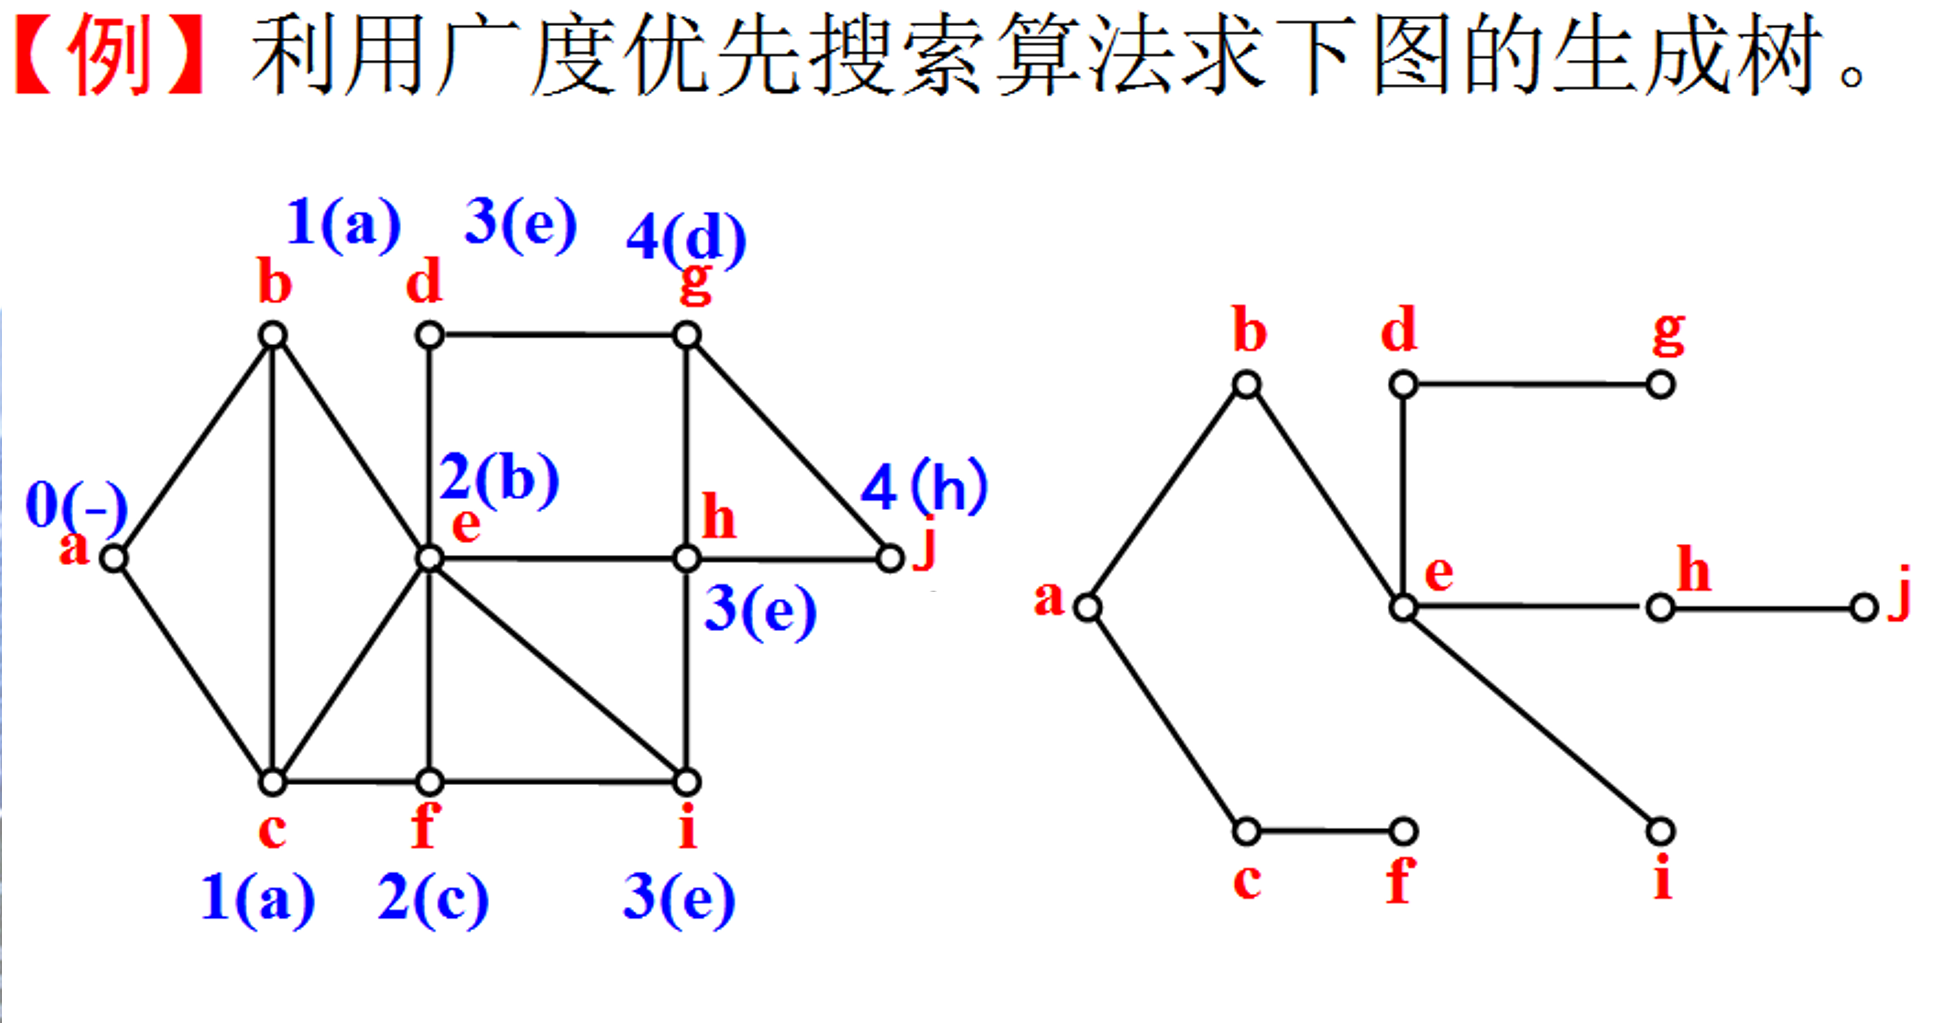 【例】利用广度优先搜索算法求下图的生成树。
1(a) 3(e) 4(d)
b d g
b d g
2(b) 4(h)
0(-) e h j
a
3(e)
e h j
a
c f i
1(a) 2(c) 3(e)
c f i